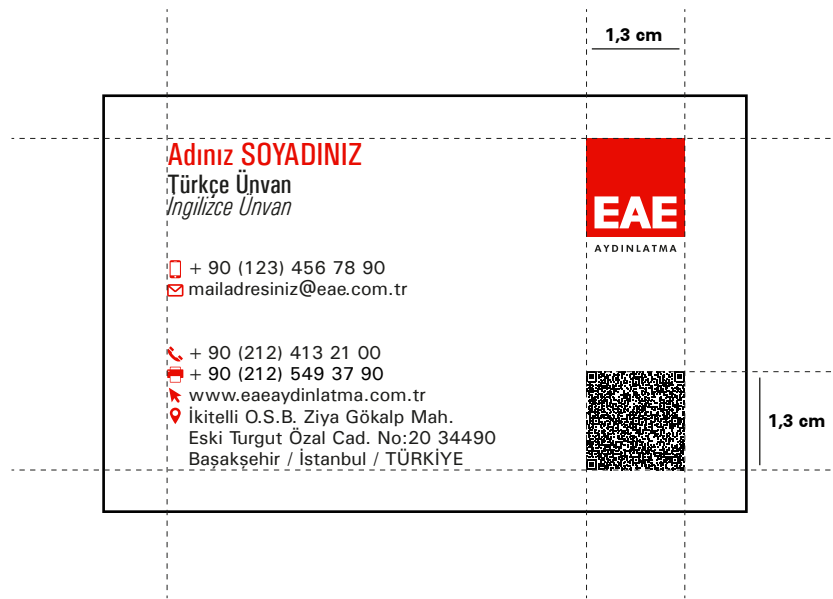 1,3 cm
Adınız SOYADINIZ
Türkçe Ünvan
İngilizce Ünvan
EAE
AYDINLATMA
+ 90 (123) 456 78 90
mailadresiniz@eae.com.tr
+ 90 (212) 413 21 00
+ 90 (212) 549 37 90
www.eaeaydinlatma.com.tr
İkitelli O.S.B. Ziya Gökalp Mah.
Eski Turgut Özal Cad. No:20 34490
Başakşehir / İstanbul / TÜRKİYE
1,3 cm